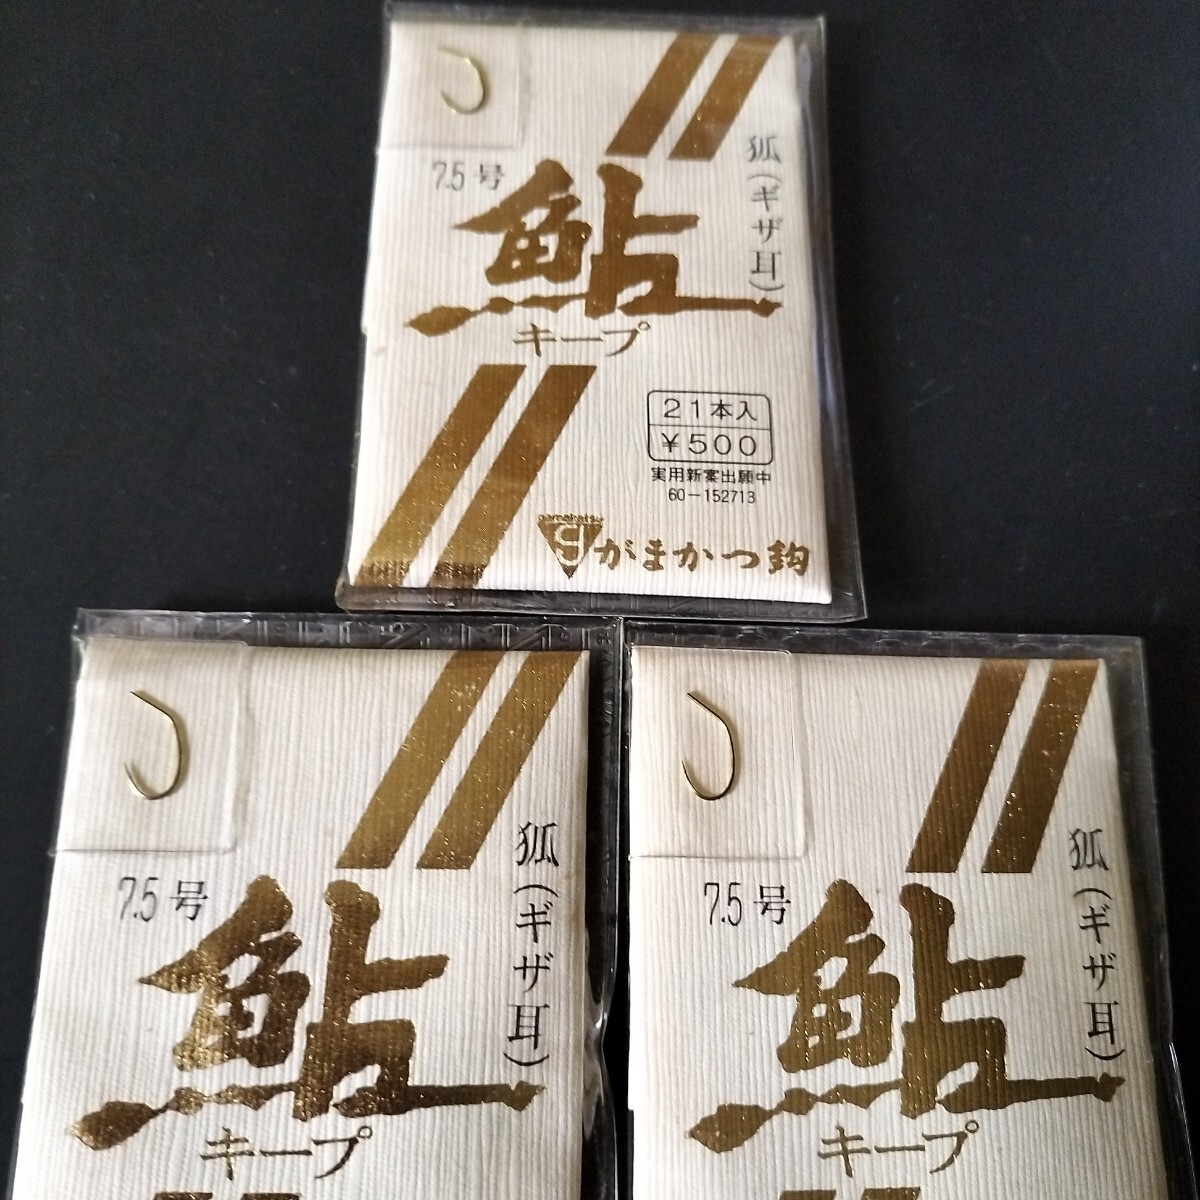 7.5号
狐(ギザ耳)
鮎
キープ
21本入
¥500
実用新案出願中
60-152713
gamakatsu
がまかつ鈎
7.5号
狐(ギザ耳)
鮎
キープ
7.5号
狐(ギザ耳)
鮎
キープ